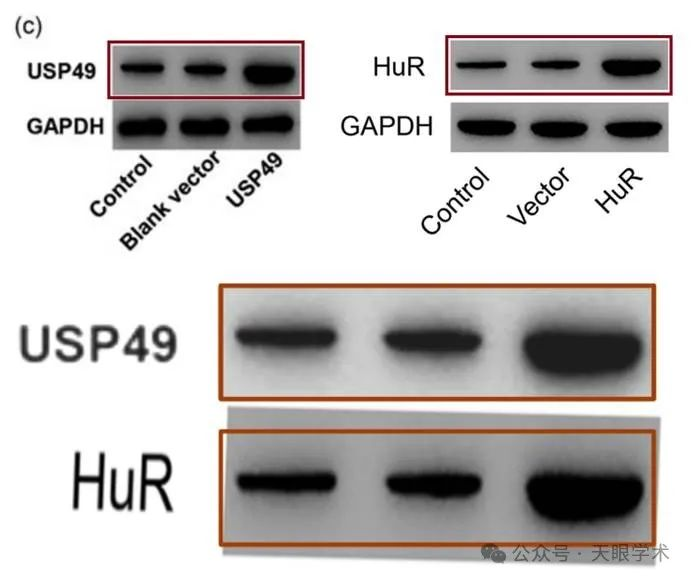 (c)
USP49
GAPDH
Control
Blank vector
USP49
HuR
GAPDH
Control
Vector
HuR
USP49
HuR
公众号 · 天眼学术